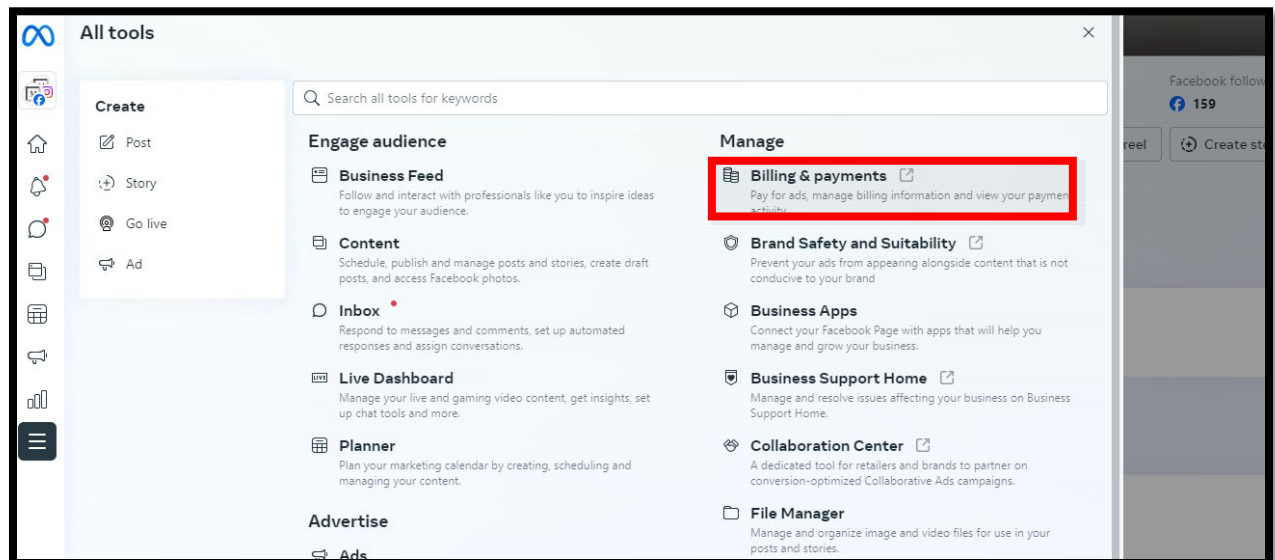 All tools
Create
Post
Story
Go live
Ad
Search all tools for keywords
Engage audience
Business Feed
Follow and interact with professionals like you to inspire ideas
to engage your audience.
Content
Schedule, publish and manage posts and stories, create draft
posts, and access Facebook photos.
Inbox
Respond to messages and comments, set up automated
responses and assign conversations.
LIVE
Live Dashboard
Manage your live and gaming video content, get insights, set
up chat tools and more.
Planner
Plan your marketing calendar by creating, scheduling and
managing your content.
Advertise
Ads
Manage
Billing & payments
Pay for ads, manage billing information and view your paymen
activity.
Brand Safety and Suitability
Prevent your ads from appearing alongside content that is not
conducive to your brand
Business Apps
Connect your Facebook Page with apps that will help you
manage and grow your business.
Business Support Home
Manage and resolve issues affecting your business on Business
Support Home.
Collaboration Center
A dedicated tool for retailers and brands to partner on
conversion-optimized Collaborative Ads campaigns.
File Manager
Manage and organize image and video files for use in your
posts and stories.
Facebook follow
159
reel
Create sto